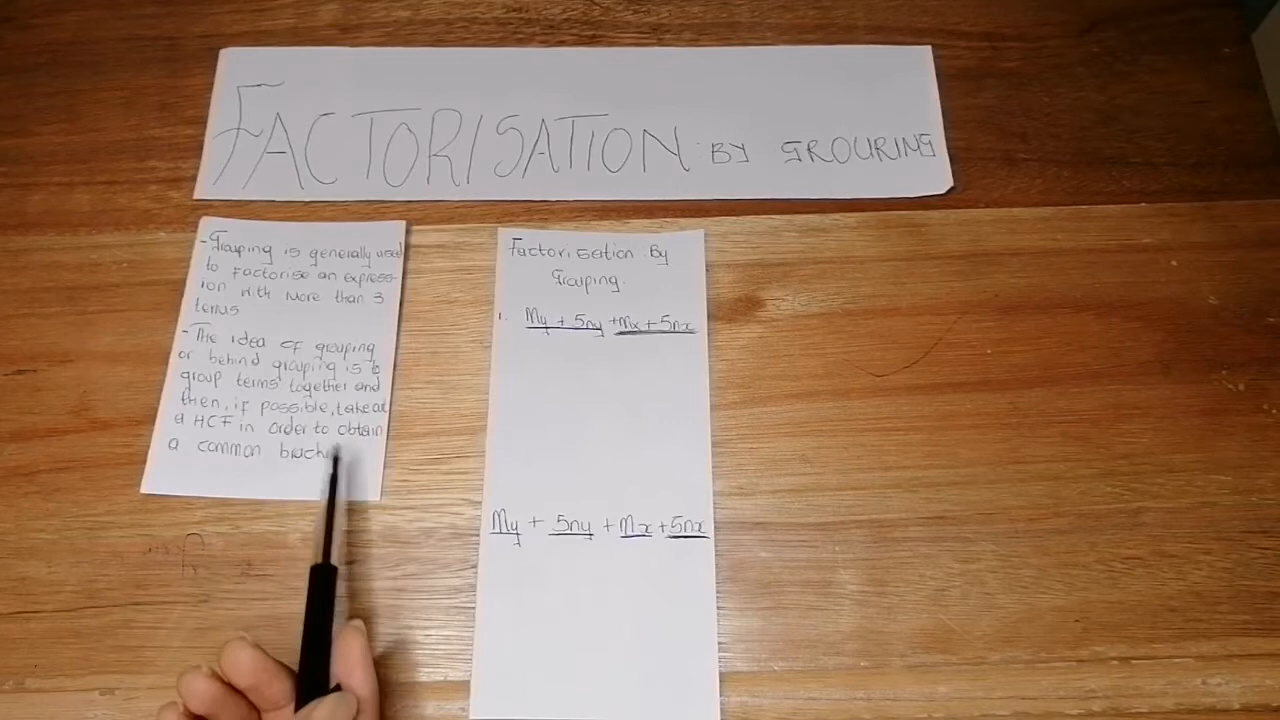 FACTORISATION: BY GROURING
- Grouping is generally used
to factorise an express-
ion with more than 3
terms
- The idea of grouping
or behind grouping is to
group terms together and
then, if possible, take out
a HCF in order to obtain
a common
Factorisation By
Grouping.
1. My + 5ny + mx + 5nx
My + 5ny + mx + 5nx